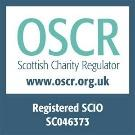 OSCR
Scottish Charity Regulator
www.oscr.org.uk
Registered SCIO
SC046373